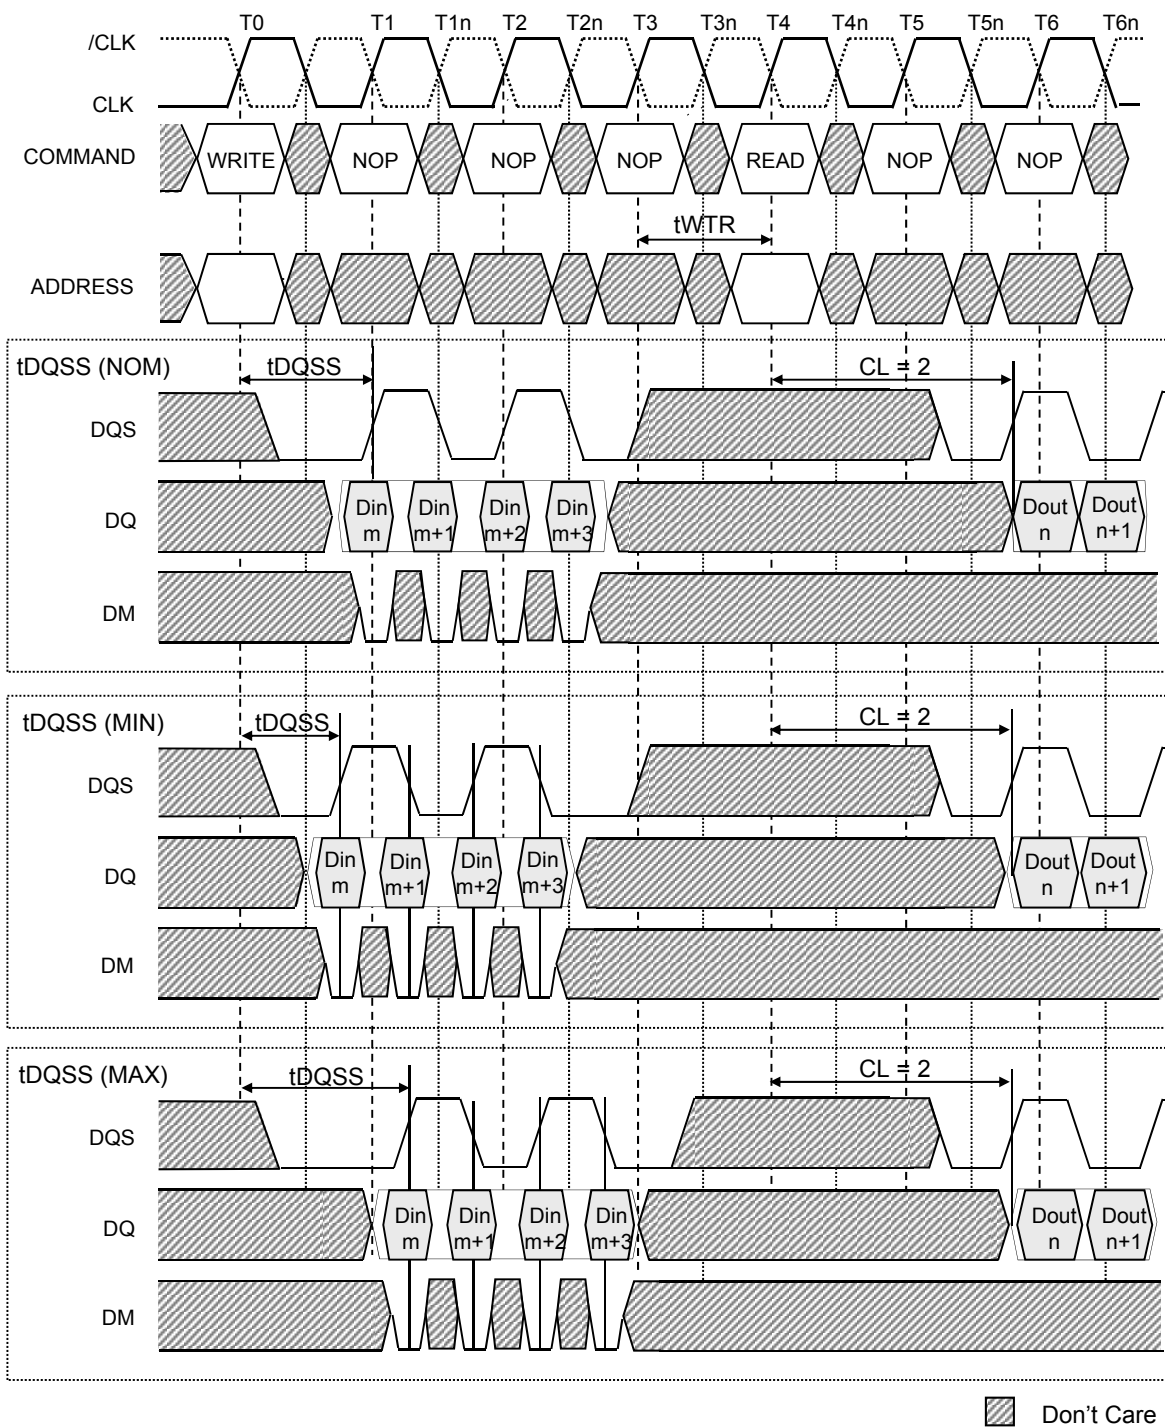 T0 T1 T1n T2 T2n T3 T3n T4 T4n T5 T5n T6 T6n
/CLK
CLK
COMMAND WRITE NOP NOP NOP READ NOP NOP
tWTR
ADDRESS
tDQSS (NOM) tDQSS CL = 2
DQS
DQ Din m Din m+1 Din m+2 Din m+3 Dout n Dout n+1
DM
tDQSS (MIN) tDQSS CL = 2
DQS
DQ Din m Din m+1 Din m+2 Din m+3 Dout n Dout n+1
DM
tDQSS (MAX) tDQSS CL = 2
DQS
DQ Din m Din m+1 Din m+2 Din m+3 Dout n Dout n+1
DM
Don't Care